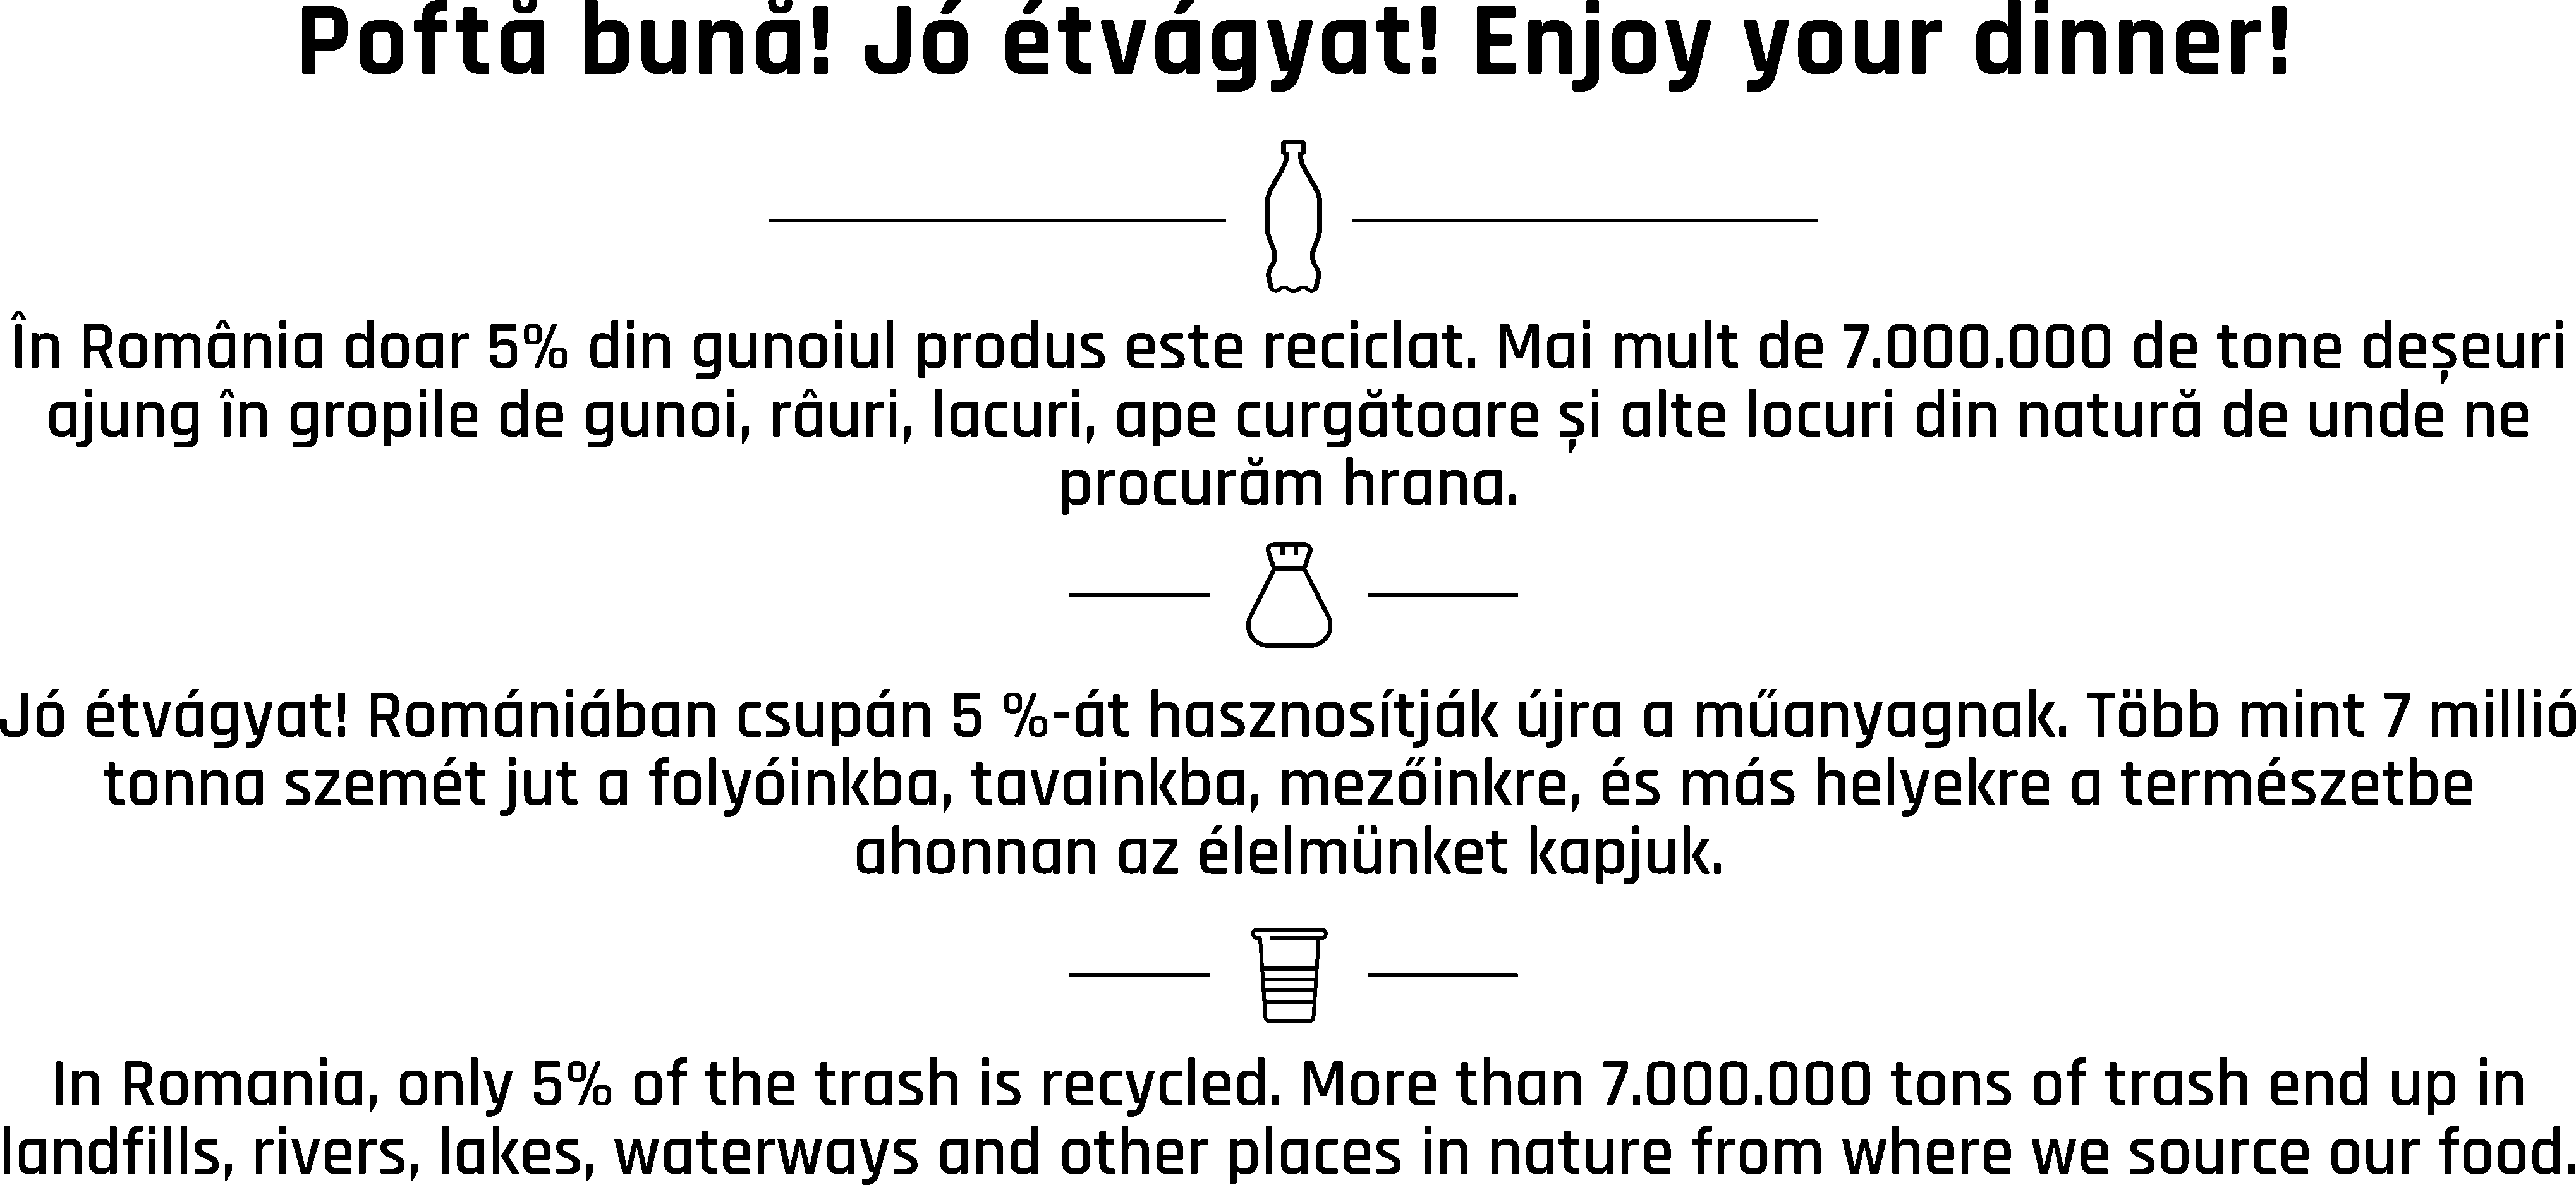 Poftă bună! Jó étvágyat! Enjoy your dinner!
În România doar 5% din gunoiul produs este reciclat. Mai mult de 7.000.000 de tone deșeuri
ajung în gropile de gunoi, râuri, lacuri, ape curgătoare și alte locuri din natură de unde ne
procurăm hrana.
Jó étvágyat! Romániában csupán 5 %-át hasznosítják újra a műanyagnak. Több mint 7 millió
tonna szemét jut a folyóinkba, tavainkba, mezőinkre, és más helyekre a természetbe
ahonnan az élelmünket kapjuk.
In Romania, only 5% of the trash is recycled. More than 7.000.000 tons of trash end up in
landfills, rivers, lakes, waterways and other places in nature from where we source our food.